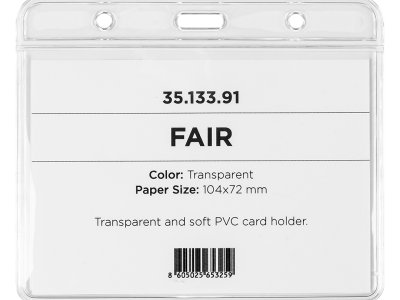 35.133.91
FAIR
Color: Transparent
Paper Size: 104x72 mm
Transparent and soft PVC card holder.
8 605025 653259